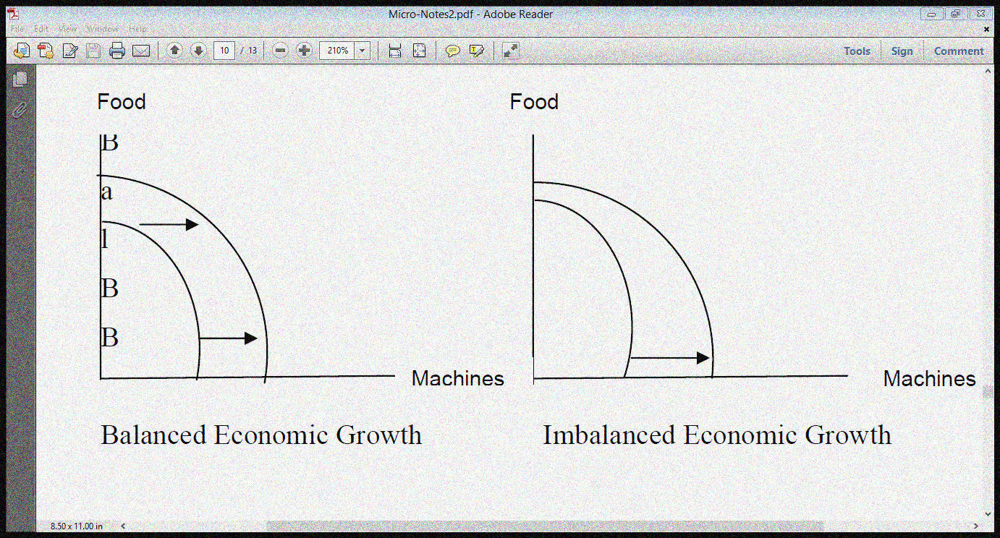 Micro-Notes2.pdf - Adobe Reader
File Edit View Window Help
10 / 13 210% Tools Sign Comment
Food Food
B
a
l
B
B
Machines Machines
Balanced Economic Growth Imbalanced Economic Growth
8.50 x 11.00 in